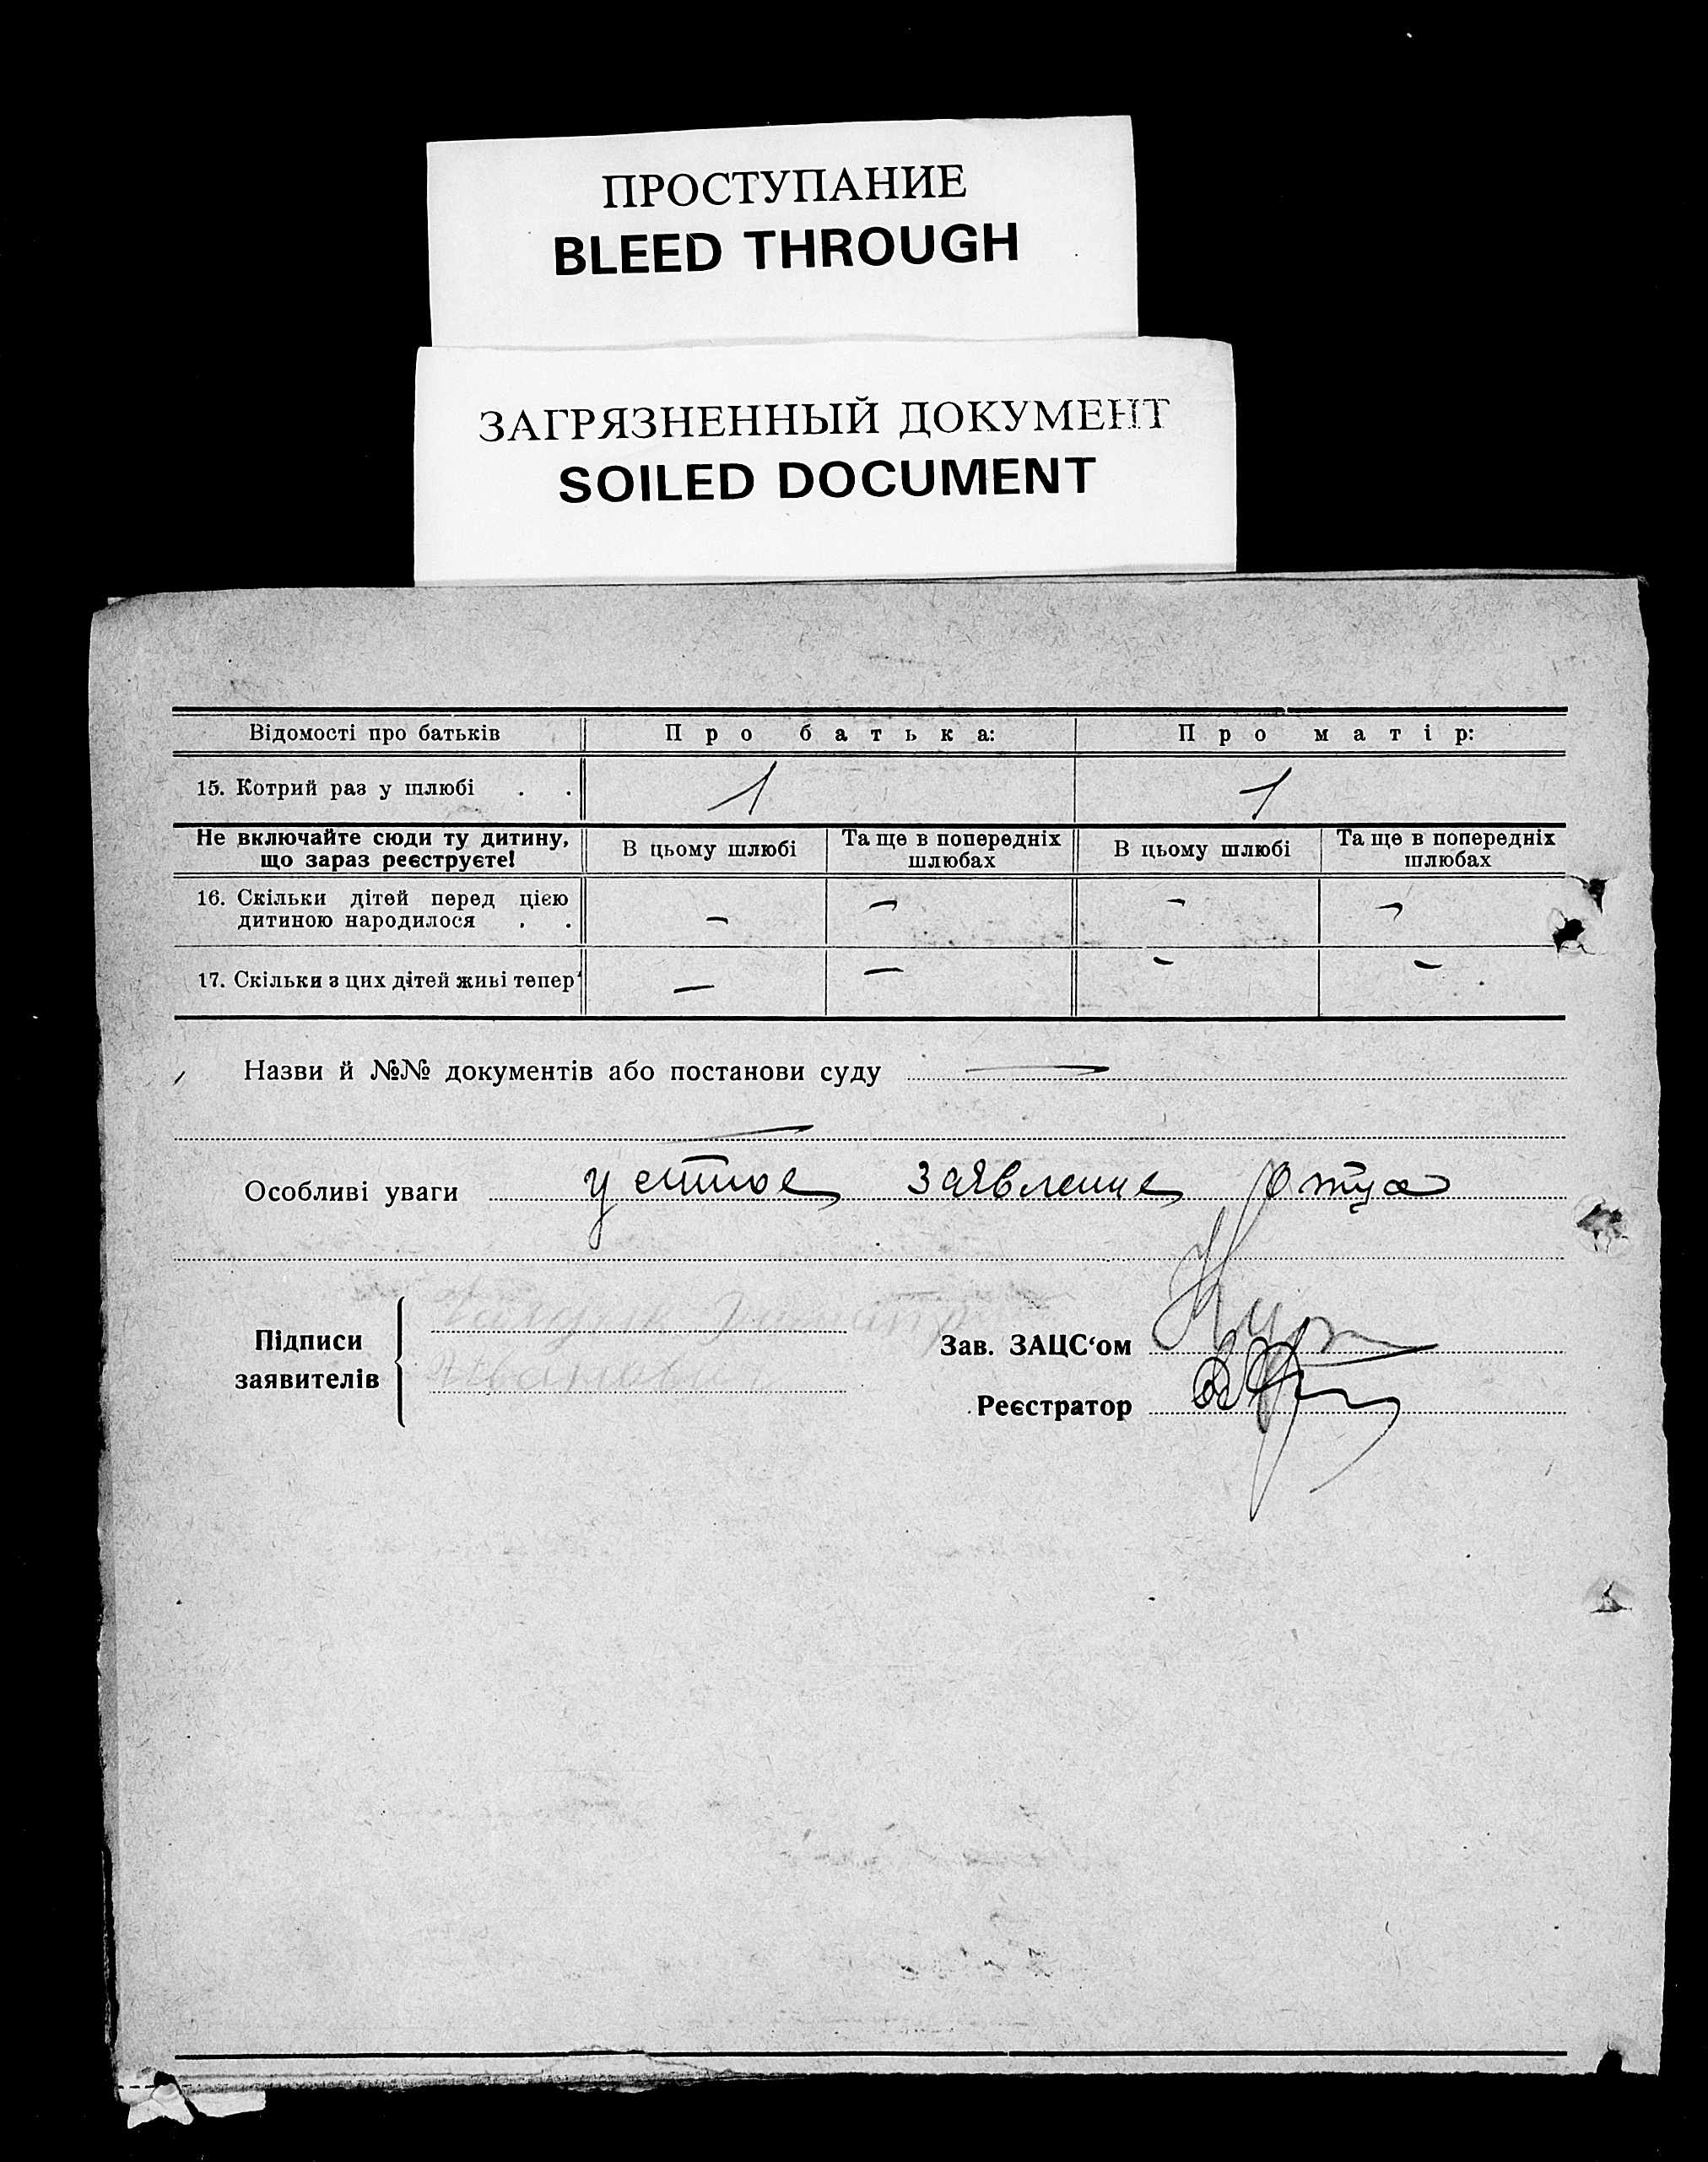 ПРОСТУПАНИЕ
BLEED THROUGH
ЗАГРЯЗНЕННЫЙ ДОКУМЕНТ
SOILED DOCUMENT
Відомості про батьків Про батька: Про матір:
15. Котрий раз у шлюбі . . 1 1
Не включайте сюди ту дитину, що зараз реєструєте! В цьому шлюбі Та ще в попередніх шлюбах В цьому шлюбі Та ще в попередніх шлюбах
16. Скільки дітей перед цією дитиною народилося . . – – – –
17. Скільки з цих дітей живі тепер – – – –
Назви й №№ документів або постанови суду —
—
Особливі уваги устное заявление Отца
Підписи заявителів
Зав. ЗАЦС‘ом
Реєстратор